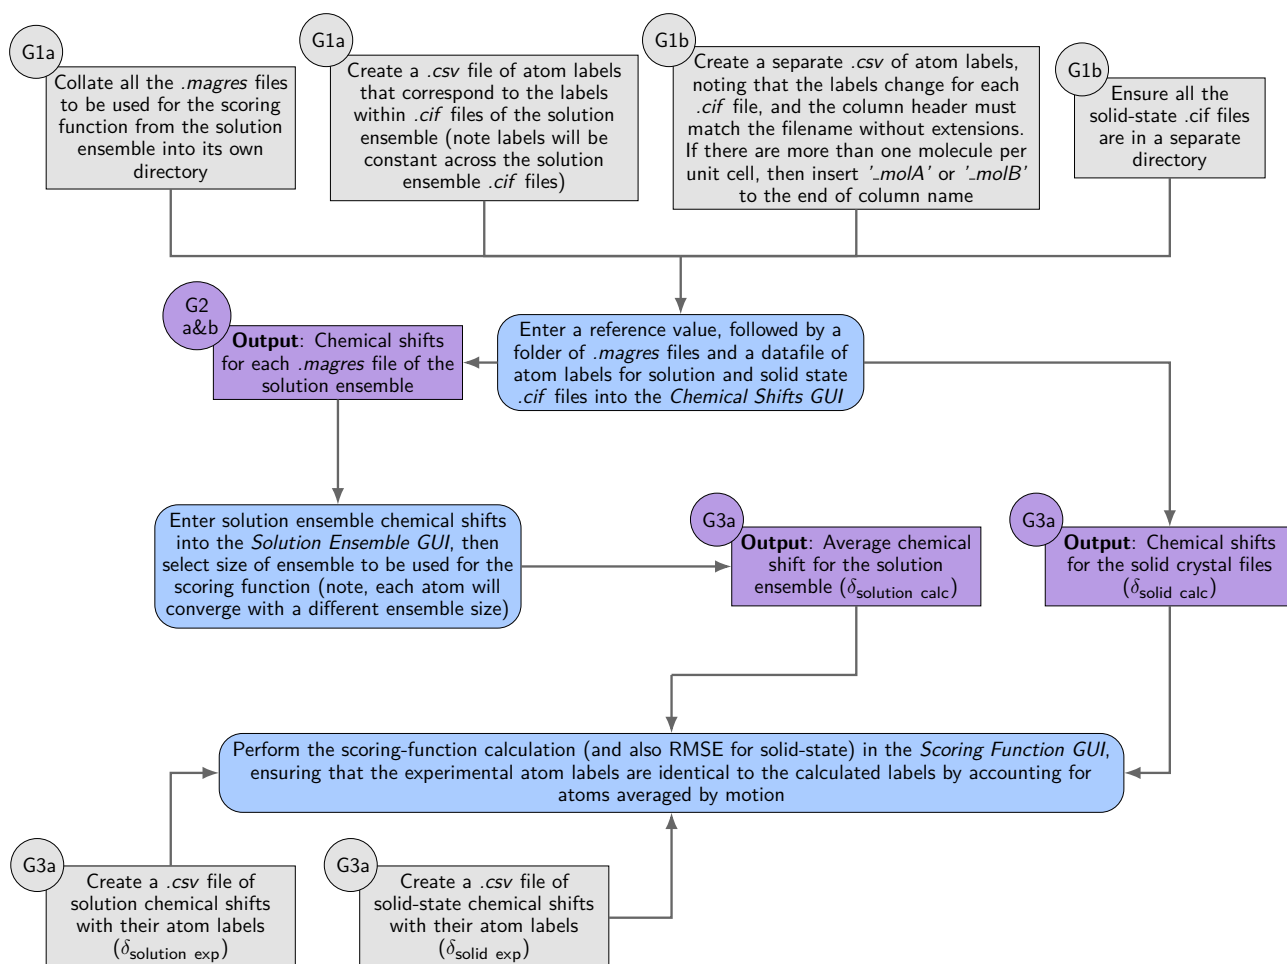 G1a
Collate all the .magres files
to be used for the scoring
function from the solution
ensemble into its own
directory
G1a
Create a .csv file of atom labels
that correspond to the labels
within .cif files of the solution
ensemble (note labels will be
constant across the solution
ensemble .cif files)
G1b
Create a separate .csv of atom labels,
noting that the labels change for each
.cif file, and the column header must
match the filename without extensions.
If there are more than one molecule per
unit cell, then insert '_molA' or '_molB'
to the end of column name
G1b
Ensure all the
solid-state .cif files
are in a separate
directory
G2
a&b
Output: Chemical shifts
for each .magres file of the
solution ensemble
Enter a reference value, followed by a
folder of .magres files and a datafile of
atom labels for solution and solid state
.cif files into the Chemical Shifts GUI
Enter solution ensemble chemical shifts
into the Solution Ensemble GUI, then
select size of ensemble to be used for the
scoring function (note, each atom will
converge with a different ensemble size)
G3a
Output: Average chemical
shift for the solution
ensemble (δsolution calc)
G3a
Output: Chemical shifts
for the solid crystal files
(δsolid calc)
Perform the scoring-function calculation (and also RMSE for solid-state) in the Scoring Function GUI,
ensuring that the experimental atom labels are identical to the calculated labels by accounting for
atoms averaged by motion
G3a
Create a .csv file of
solution chemical shifts
with their atom labels
(δsolution exp)
G3a
Create a .csv file of
solid-state chemical shifts
with their atom labels
(δsolid exp)